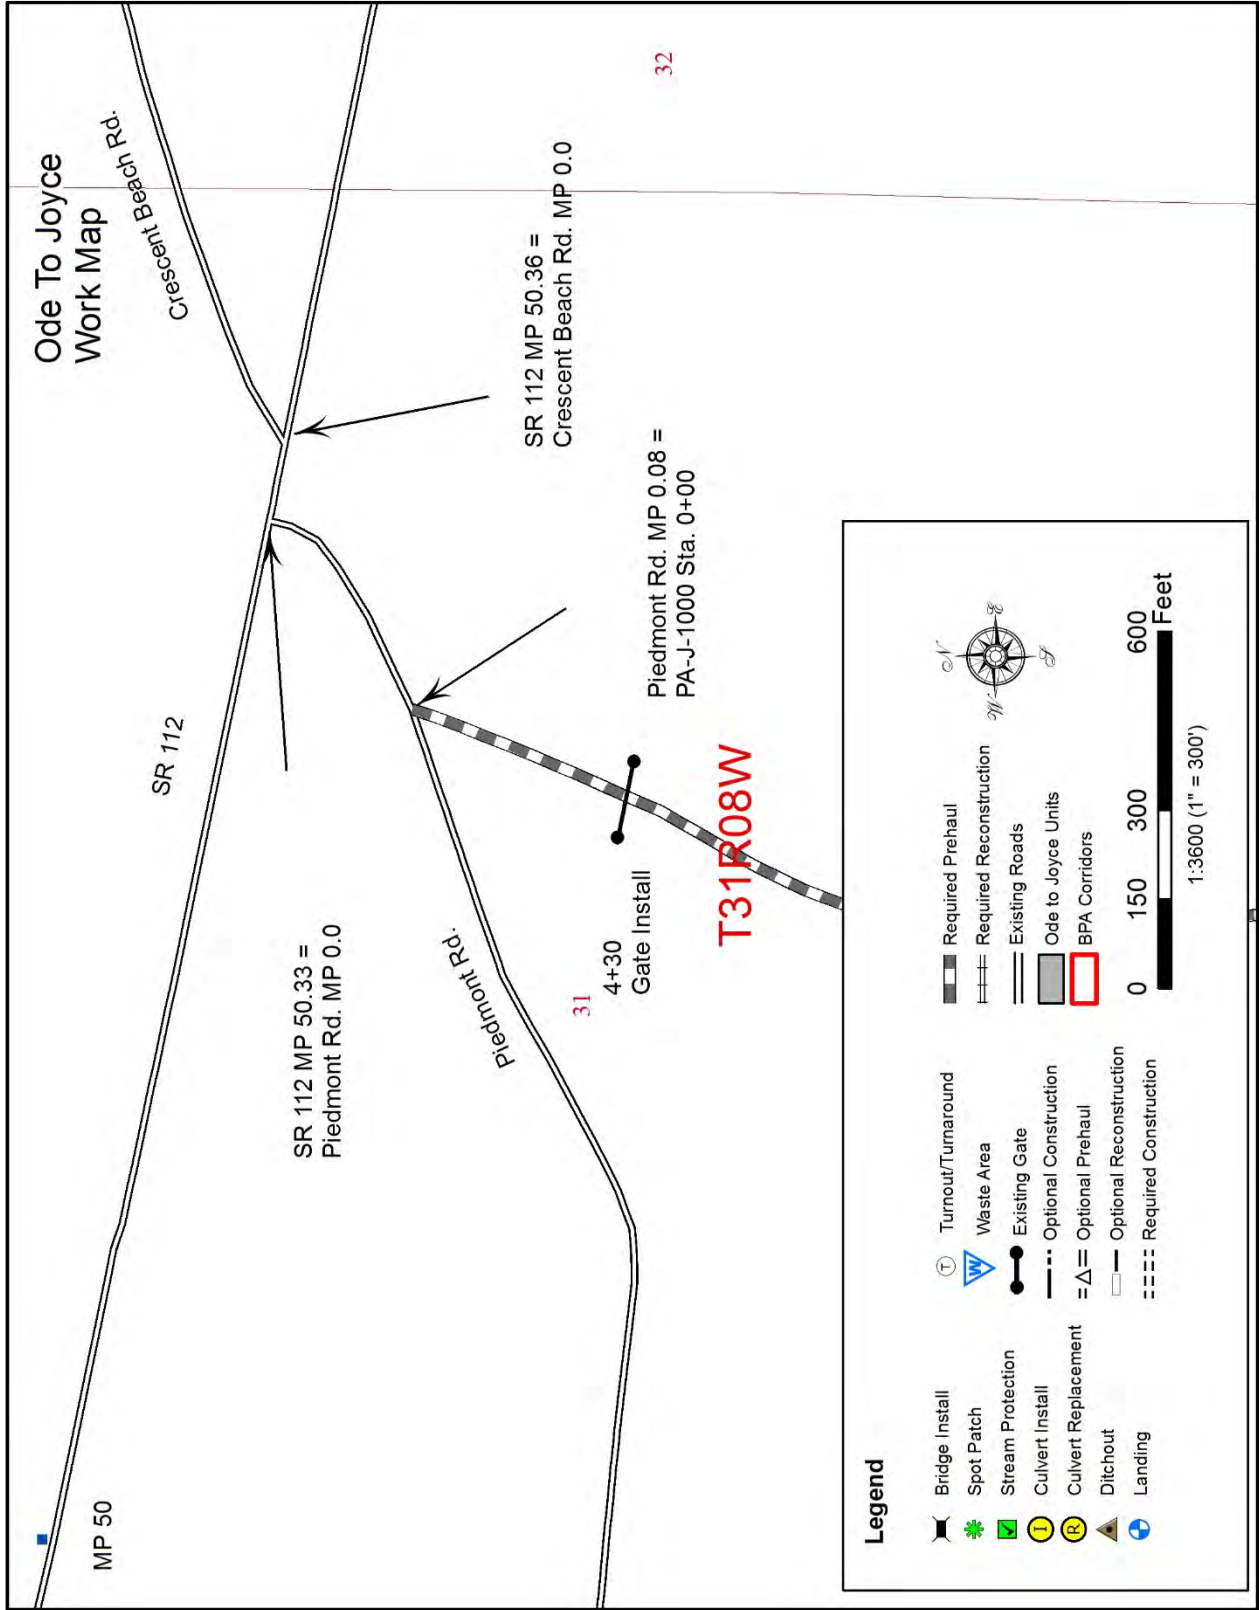 Ode To Joyce
Work Map
Crescent Beach Rd.
32
SR 112
SR 112 MP 50.36 =
Crescent Beach Rd. MP 0.0
SR 112 MP 50.33 =
Piedmont Rd. MP 0.0
MP 50
Piedmont Rd. MP 0.08 =
PA-J-1000 Sta. 0+00
Piedmont Rd.
31
4+30
Gate Install
T31R08W
Legend
Bridge Install
Spot Patch
Stream Protection
I Culvert Install
R Culvert Replacement
Ditchout
Landing
T Turnout/Turnaround
W Waste Area
Existing Gate
Optional Construction
Optional Prehaul
Optional Reconstruction
Required Construction
Required Prehaul
Required Reconstruction
Existing Roads
Ode to Joyce Units
BPA Corridors
N
E
S
0 150 300 600
Feet
1:3600 (1" = 300')